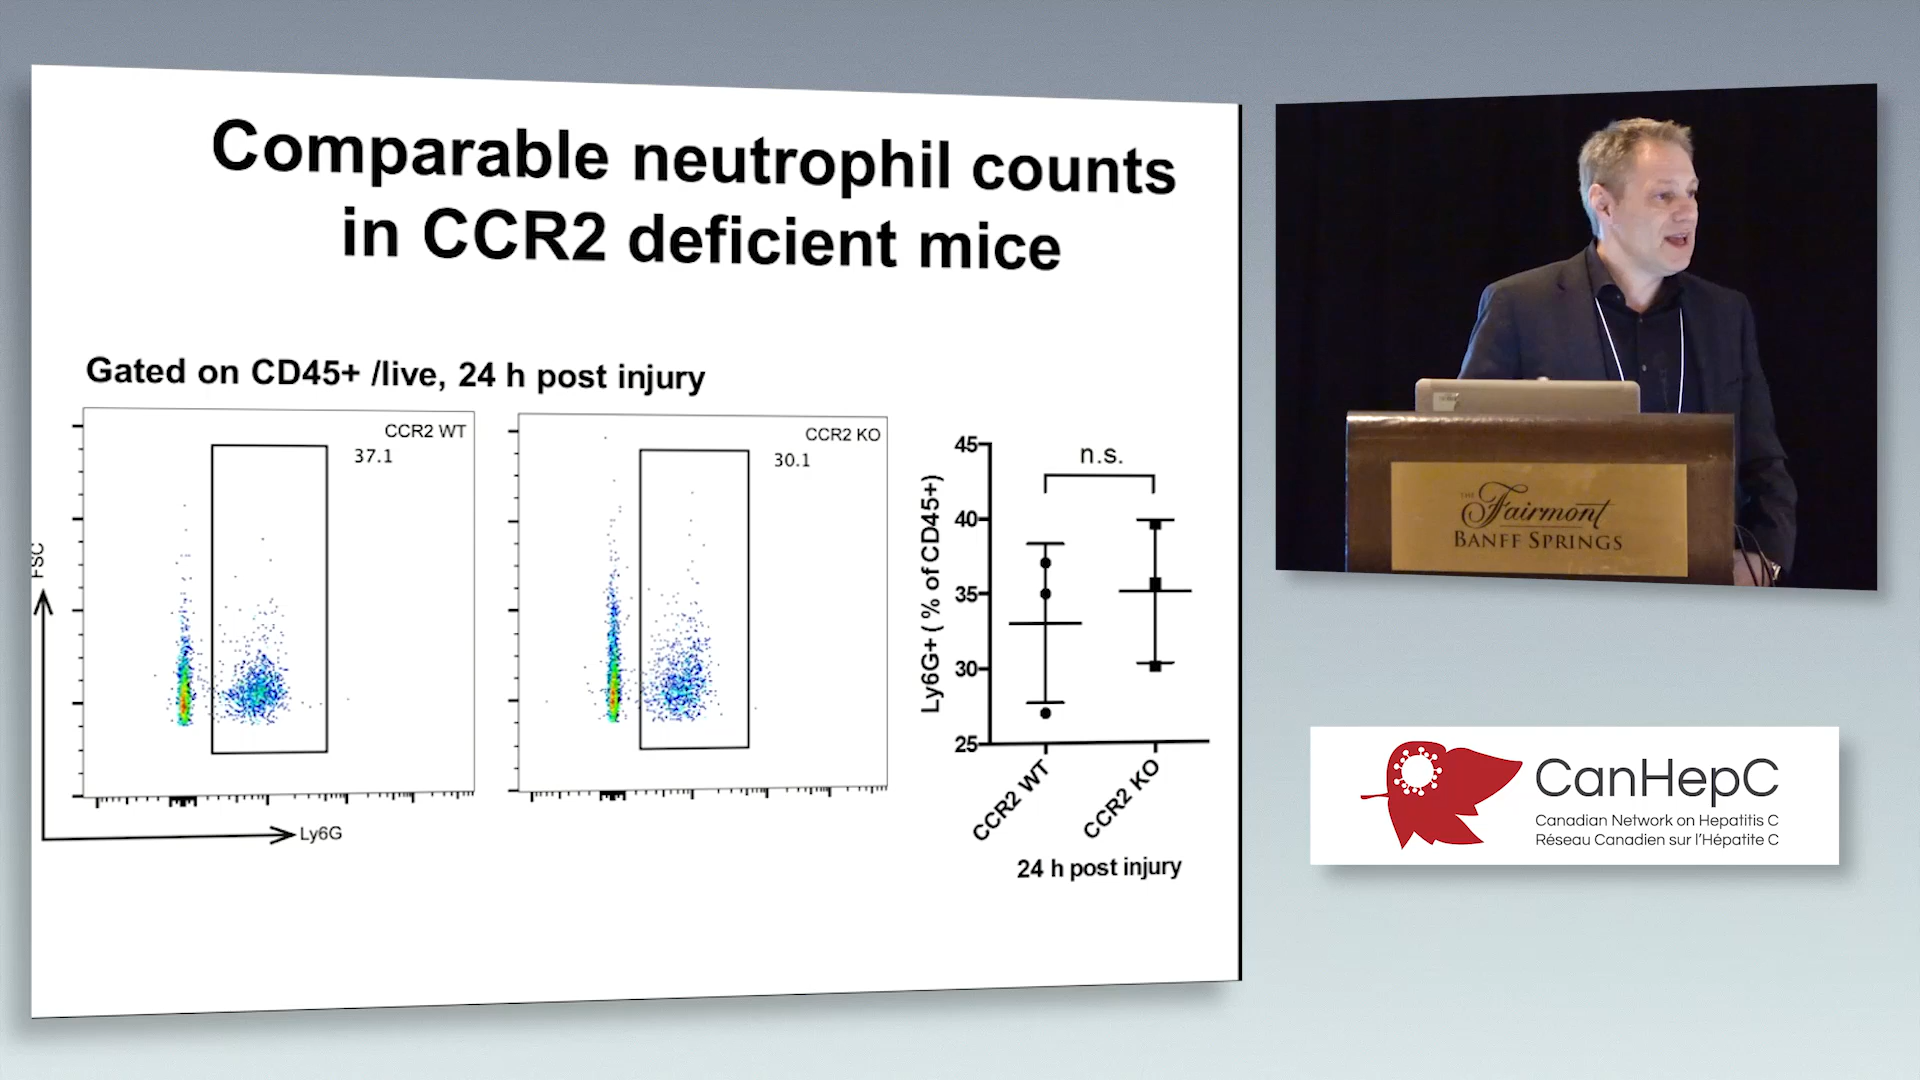 Comparable neutrophil counts
in CCR2 deficient mice
Gated on CD45+ /live, 24 h post injury
CCR2 WT
37.1
CCR2 KO
30.1
FSC
Ly6G
n.s.
Ly6G+ ( % of CD45+)
45
40
35
30
25
CCR2 WT
CCR2 KO
24 h post injury
THE
Fairmont
BANFF SPRINGS
CanHepC
Canadian Network on Hepatitis C
Réseau Canadien sur l'Hépatite C